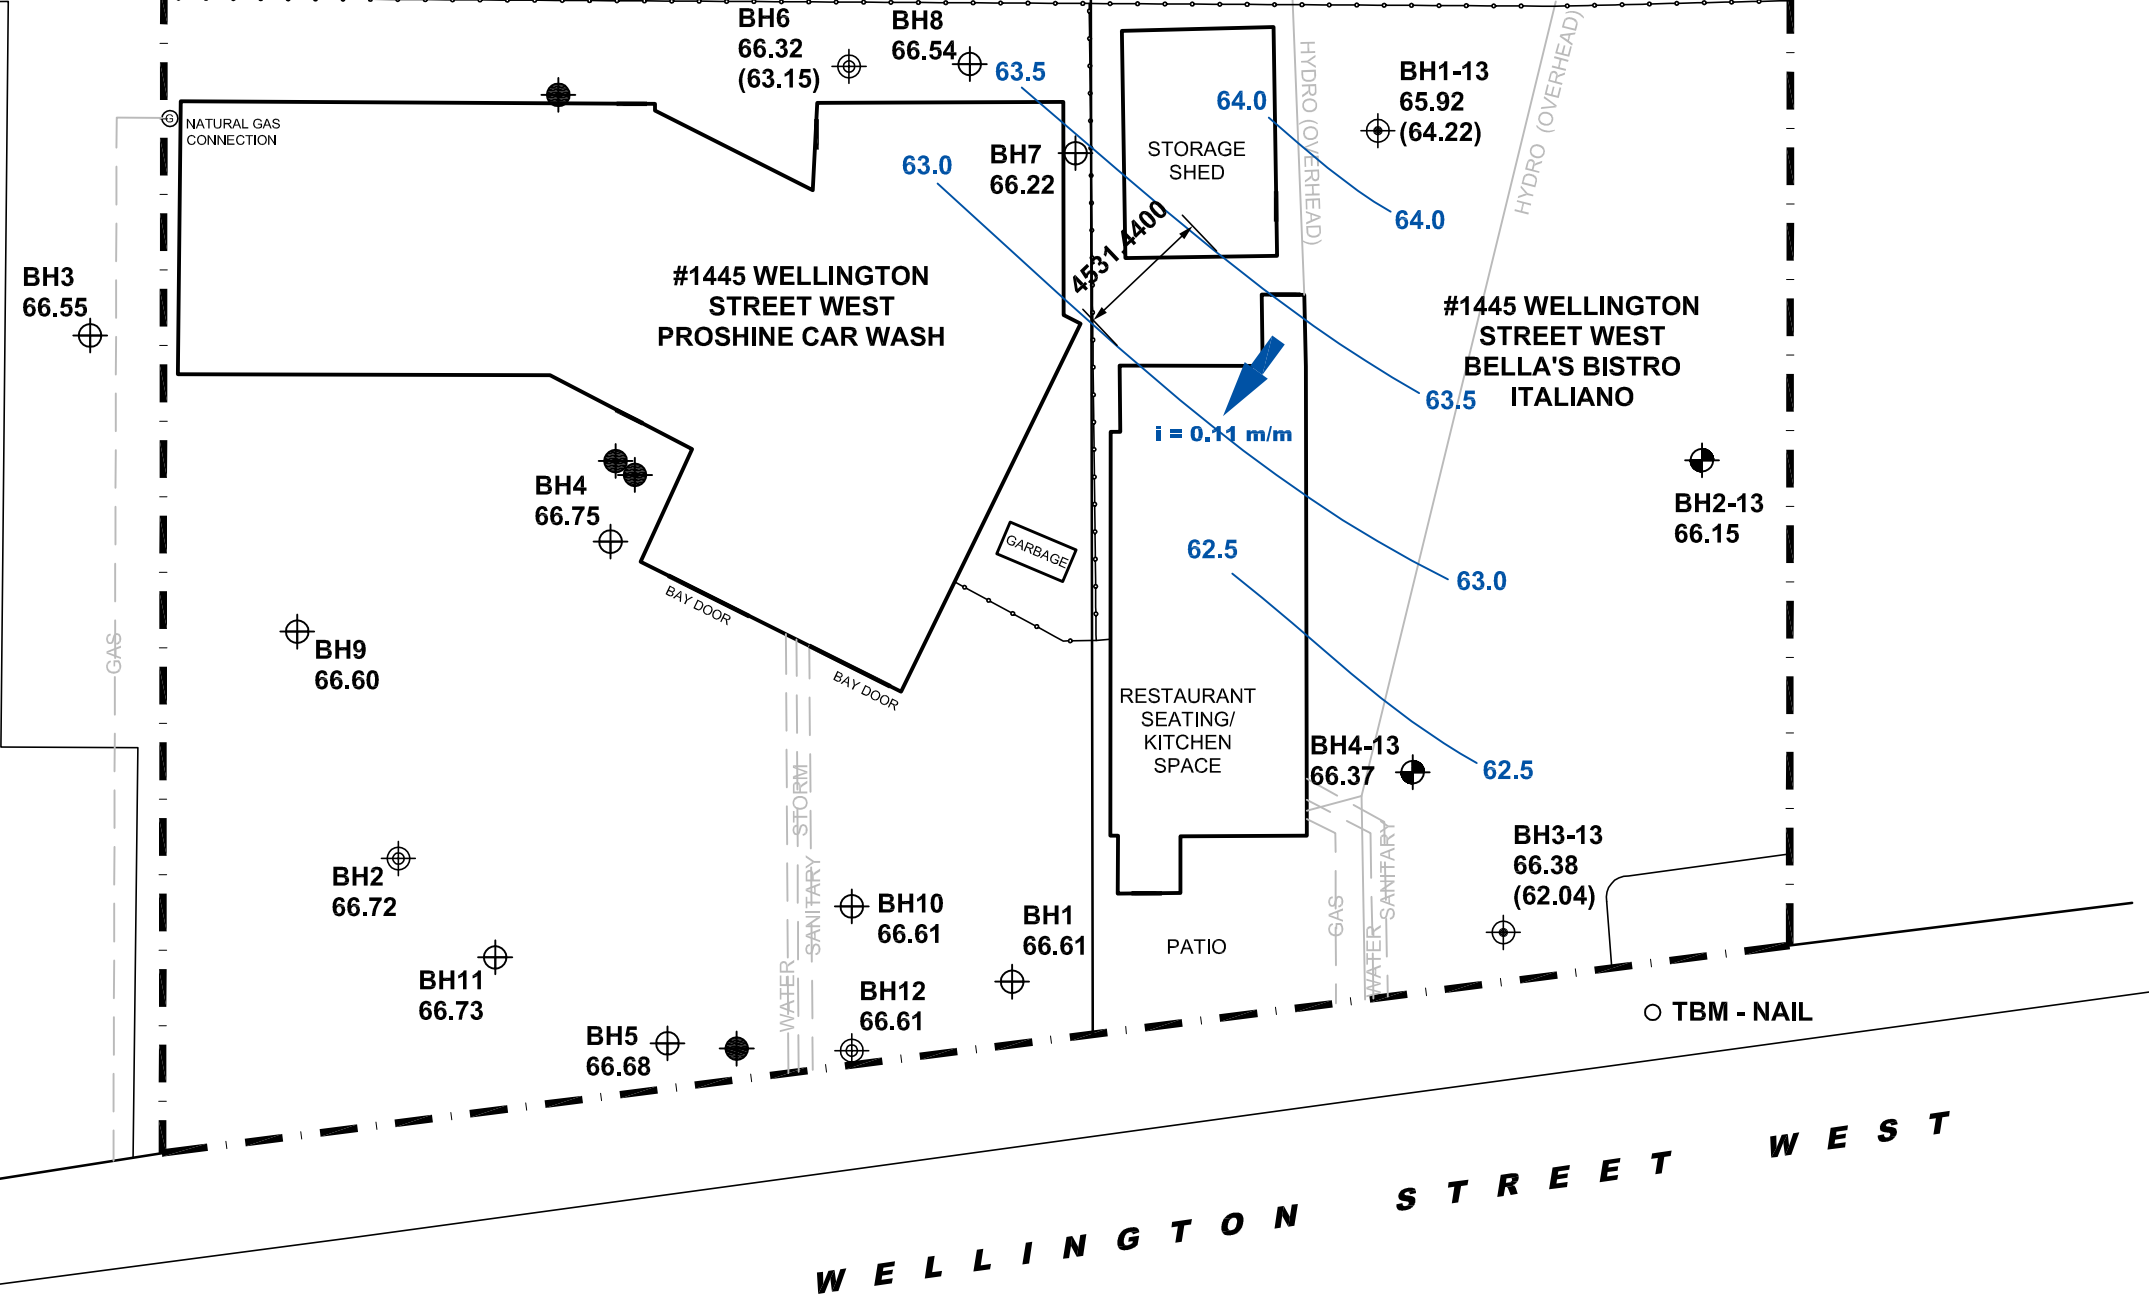 BH6
66.32
(63.15)
BH8
66.54
63.5
64.0
BH1-13
65.92
(64.22)
HYDRO (OVERHEAD)
HYDRO (OVERHEAD)
G
NATURAL GAS
CONNECTION
63.0
BH7
66.22
STORAGE
SHED
64.0
4531.4400
BH3
66.55
#1445 WELLINGTON
STREET WEST
PROSHINE CAR WASH
#1445 WELLINGTON
STREET WEST
BELLA'S BISTRO
ITALIANO
63.5
i = 0.11 m/m
BH4
66.75
BH2-13
66.15
GARBAGE
62.5
63.0
BAY DOOR
BAY DOOR
GAS
BH9
66.60
RESTAURANT
SEATING/
KITCHEN
SPACE
BH4-13
66.37
62.5
STORM
SANITARY
WATER
BH3-13
66.38
(62.04)
BH2
66.72
BH10
66.61
BH1
66.61
PATIO
GAS
WATER
SANITARY
BH11
66.73
BH12
66.61
BH5
66.68
TBM - NAIL
WELLINGTON STREET WEST